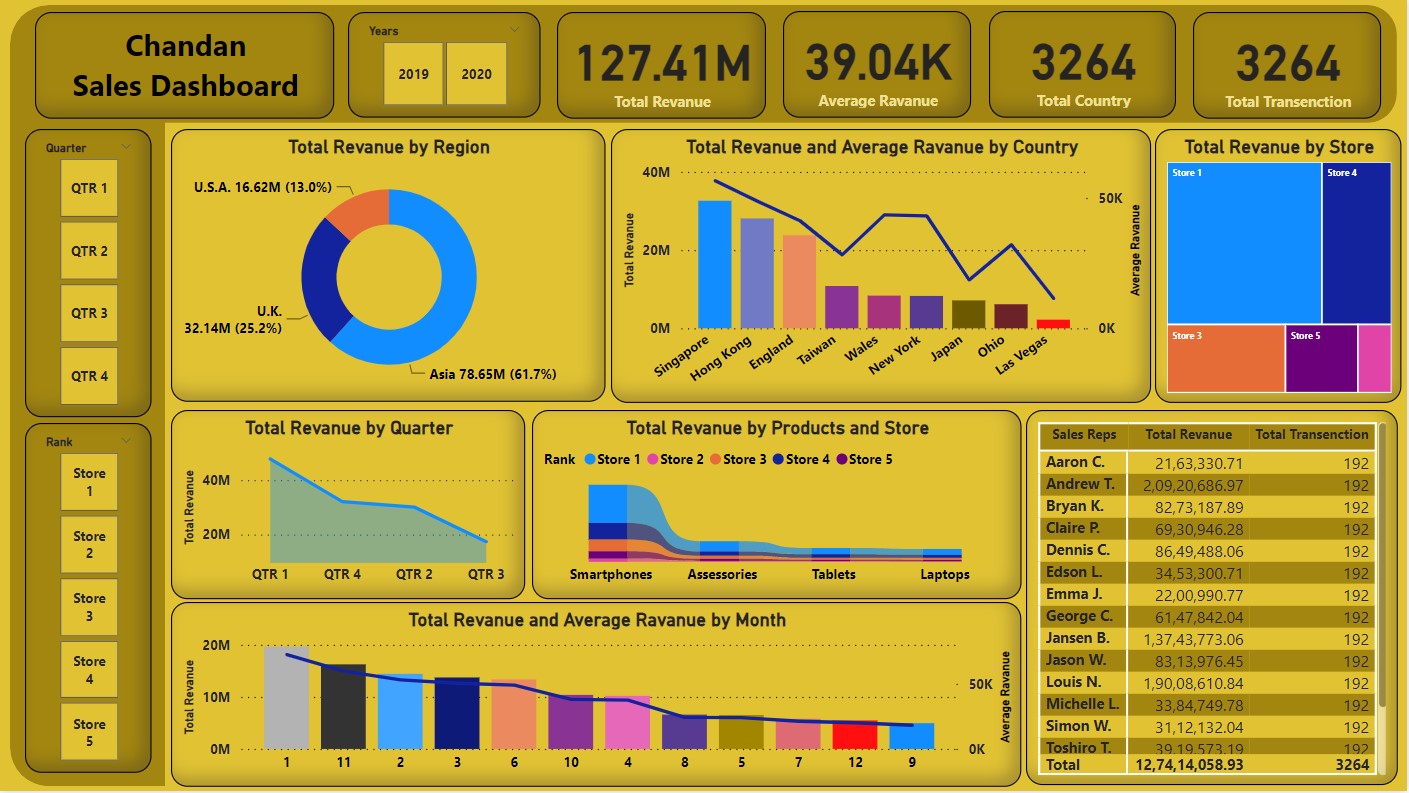 Chandan
Sales Dashboard
Years
2019
2020
127.41M
Total Revanue
39.04K
Average Ravanue
3264
Total Country
3264
Total Transenction
Quarter
QTR 1
QTR 2
QTR 3
QTR 4
Rank
Store
1
Store
2
Store
3
Store
4
Store
5
Total Revanue by Region
U.S.A. 16.62M (13.0%)
U.K.
32.14M (25.2%)
Asia 78.65M (61.7%)
Total Revanue and Average Ravanue by Country
Total Revanue
40M
20M
0M
50K
0K
Average Ravanue
Singapore
Hong Kong
England
Taiwan
Wales
New York
Japan
Ohio
Las Vegas
Total Revanue by Store
Store 1
Store 4
Store 3
Store 5
Total Revanue by Quarter
Total Revanue
40M
20M
QTR 1 QTR 4 QTR 2 QTR 3
Total Revanue by Products and Store
Rank Store 1 Store 2 Store 3 Store 4 Store 5
Smartphones Assessories Tablets Laptops
Total Revanue and Average Ravanue by Month
Total Revanue
20M
10M
0M
50K
0K
Average Ravanue
1 11 2 3 6 10 4 8 5 7 12 9
Sales Reps Total Revanue Total Transenction
Aaron C. 21,63,330.71 192
Andrew T. 2,09,20,686.97 192
Bryan K. 82,73,187.89 192
Claire P. 69,30,946.28 192
Dennis C. 86,49,488.06 192
Edson L. 34,53,300.71 192
Emma J. 22,00,990.77 192
George C. 61,47,842.04 192
Jansen B. 1,37,43,773.06 192
Jason W. 83,13,976.45 192
Louis N. 1,90,08,610.84 192
Michelle L. 33,84,749.78 192
Simon W. 31,12,132.04 192
Toshiro T. 39,19,573.19 192
Total 12,74,14,058.93 3264